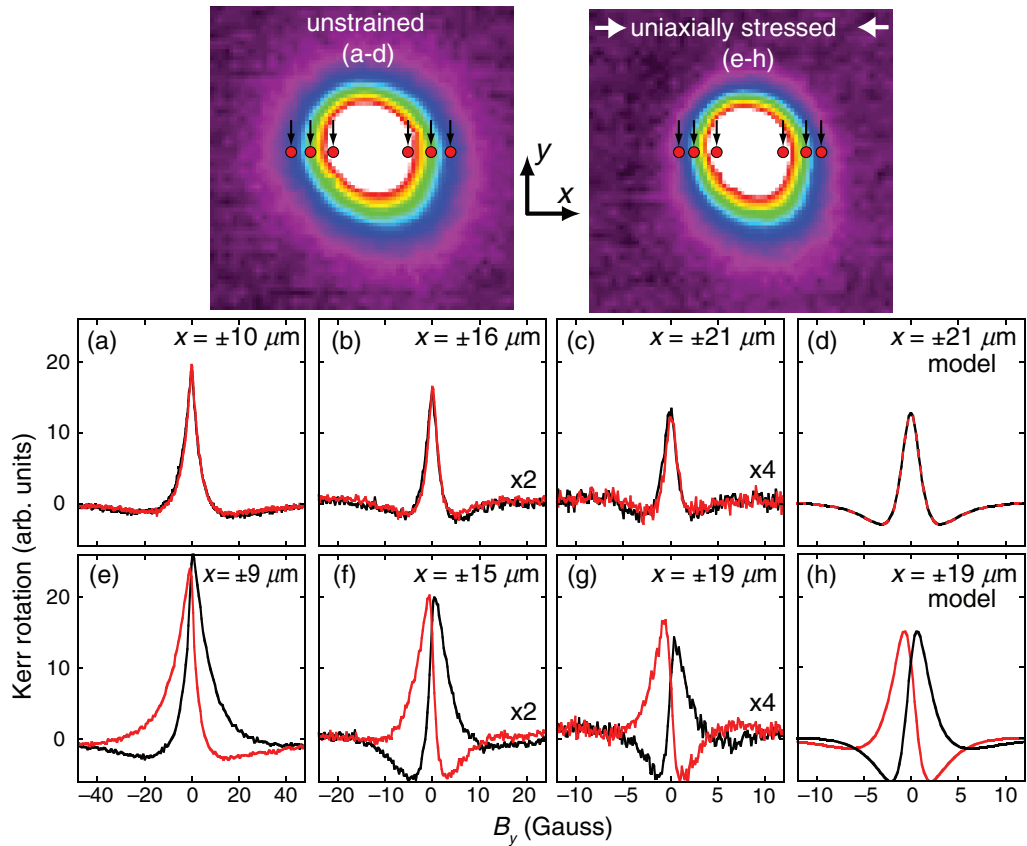 unstrained
(a-d)
uniaxially stressed
(e-h)
y
x
(a) x = ±10 μm
(b) x = ±16 μm
x2
(c) x = ±21 μm
x4
(d) x = ±21 μm
model
20
10
0
−40 −20 0 20 40
−20 −10 0 10 20
−10 −5 0 5 10
−10 −5 0 5 10
(e) x = ±9 μm
(f) x = ±15 μm
x2
(g) x = ±19 μm
x4
(h) x = ±19 μm
model
20
10
0
Kerr rotation (arb. units)
B_y (Gauss)